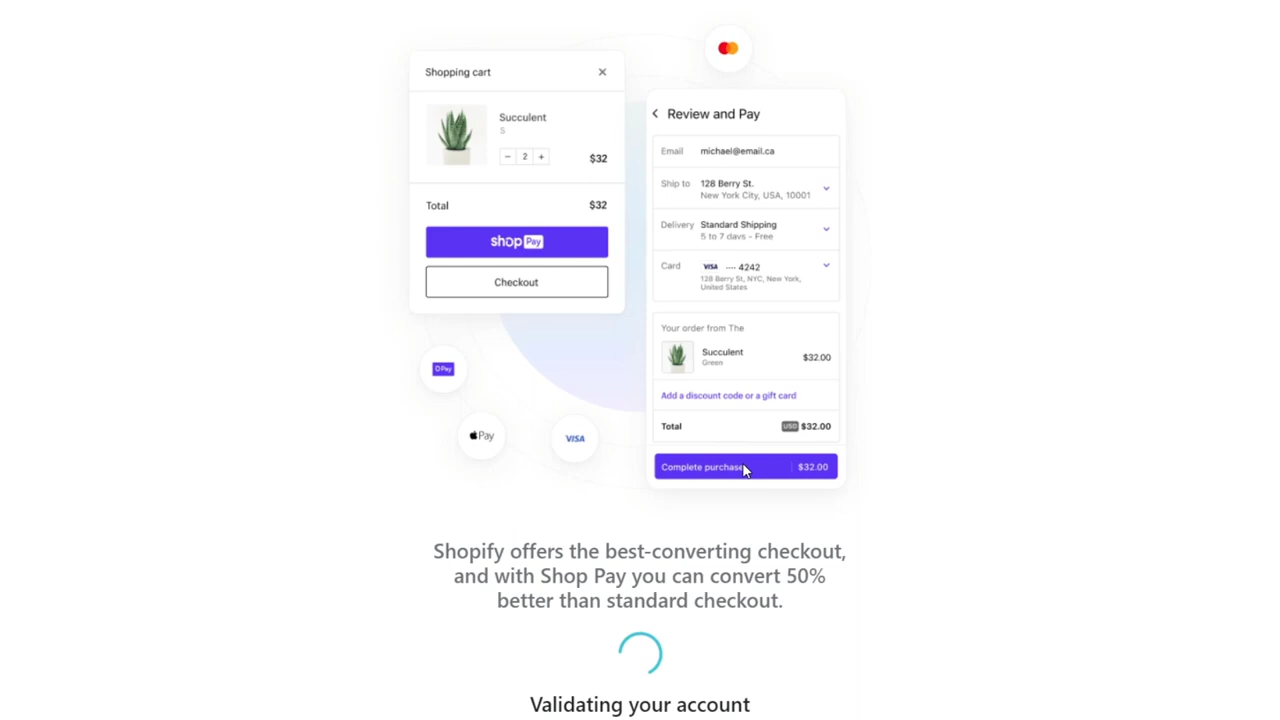 Shopping cart
Succulent
S
− 2 +
$32
Total $32
shop Pay
Checkout
Pay
Pay
VISA
Review and Pay
Email michael@email.ca
Ship to 128 Berry St.
New York City, USA, 10001
Delivery Standard Shipping
5 to 7 days - Free
Card VISA ···· 4242
128 Berry St, NYC, New York,
United States
Your order from The
Succulent $32.00
Green
Add a discount code or a gift card
Total USD $32.00
Complete purchase $32.00
Shopify offers the best-converting checkout,
and with Shop Pay you can convert 50%
better than standard checkout.
Validating your account